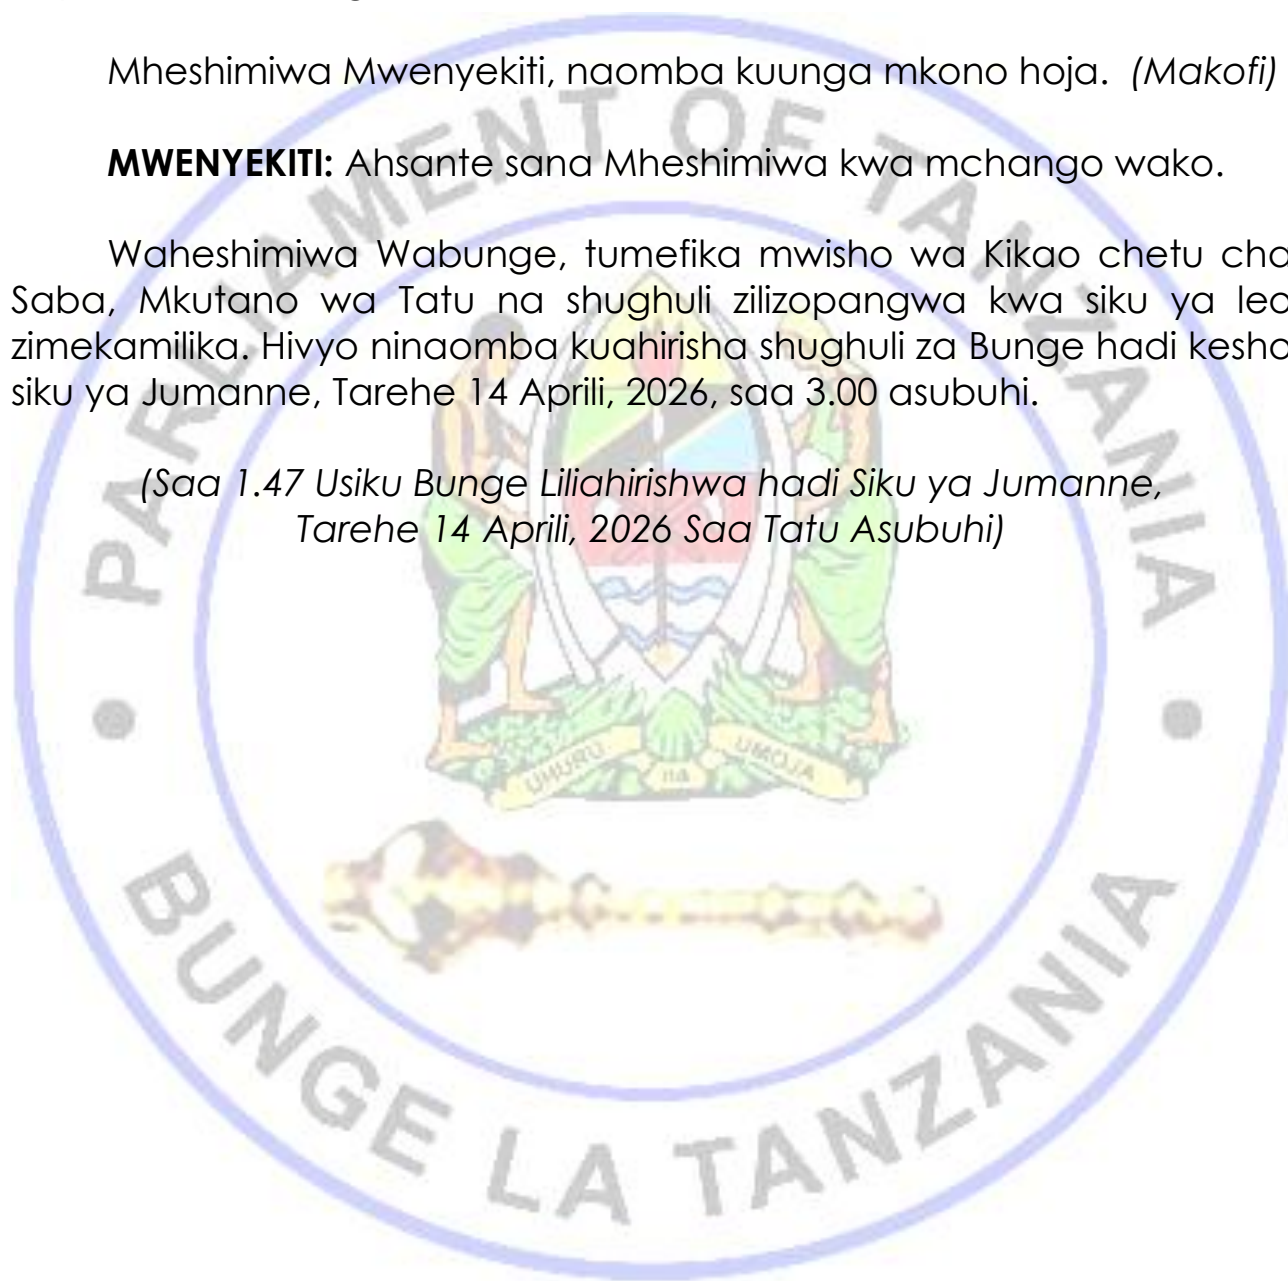 Mheshimiwa Mwenyekiti, naomba kuunga mkono hoja. (Makofi)
MWENYEKITI: Ahsante sana Mheshimiwa kwa mchango wako.
Waheshimiwa Wabunge, tumefika mwisho wa Kikao chetu cha
Saba, Mkutano wa Tatu na shughuli zilizopangwa kwa siku ya leo
zimekamilika. Hivyo ninaomba kuahirisha shughuli za Bunge hadi kesho
siku ya Jumanne, Tarehe 14 Aprili, 2026, saa 3.00 asubuhi.
(Saa 1.47 Usiku Bunge Liliahirishwa hadi Siku ya Jumanne,
Tarehe 14 Aprili, 2026 Saa Tatu Asubuhi)
PARLIAMENT OF TANZANIA
UHURU NA UMOJA
BUNGE LA TANZANIA